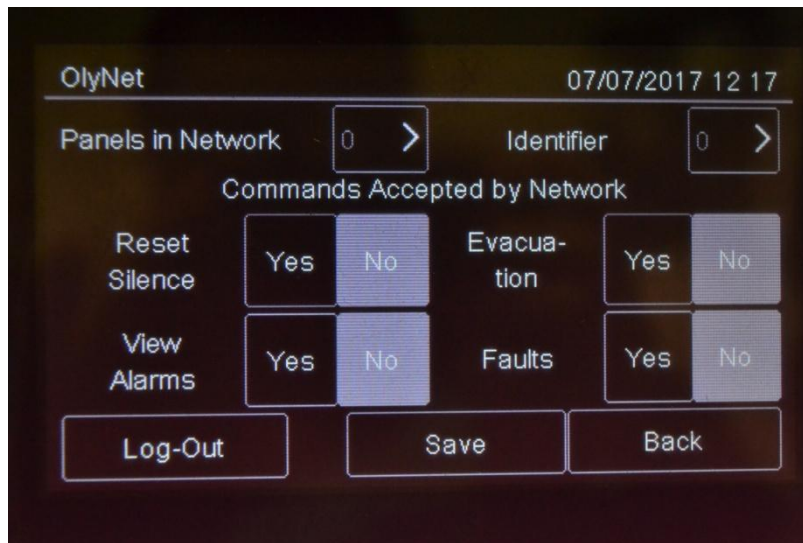 OlyNet 07/07/2017 12 17
Panels in Network 0 > Identifier 0 >
Commands Accepted by Network
Reset
Silence
Yes No
Evacua-
tion
Yes No
View
Alarms
Yes No
Faults
Yes No
Log-Out Save Back